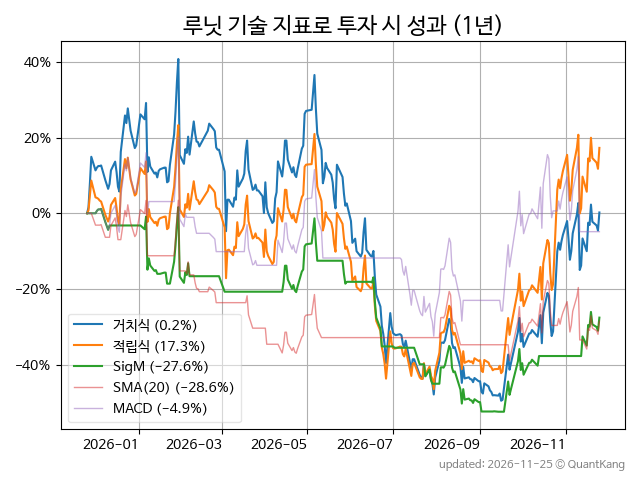 루닛 기술 지표로 투자 시 성과 (1년)
40%
20%
0%
−20%
−40%
거치식 (0.2%)
적립식 (17.3%)
SigM (−27.6%)
SMA(20) (−28.6%)
MACD (−4.9%)
2026-01 2026-03 2026-05 2026-07 2026-09 2026-11
updated: 2026-11-25 ⓒ QuantKang